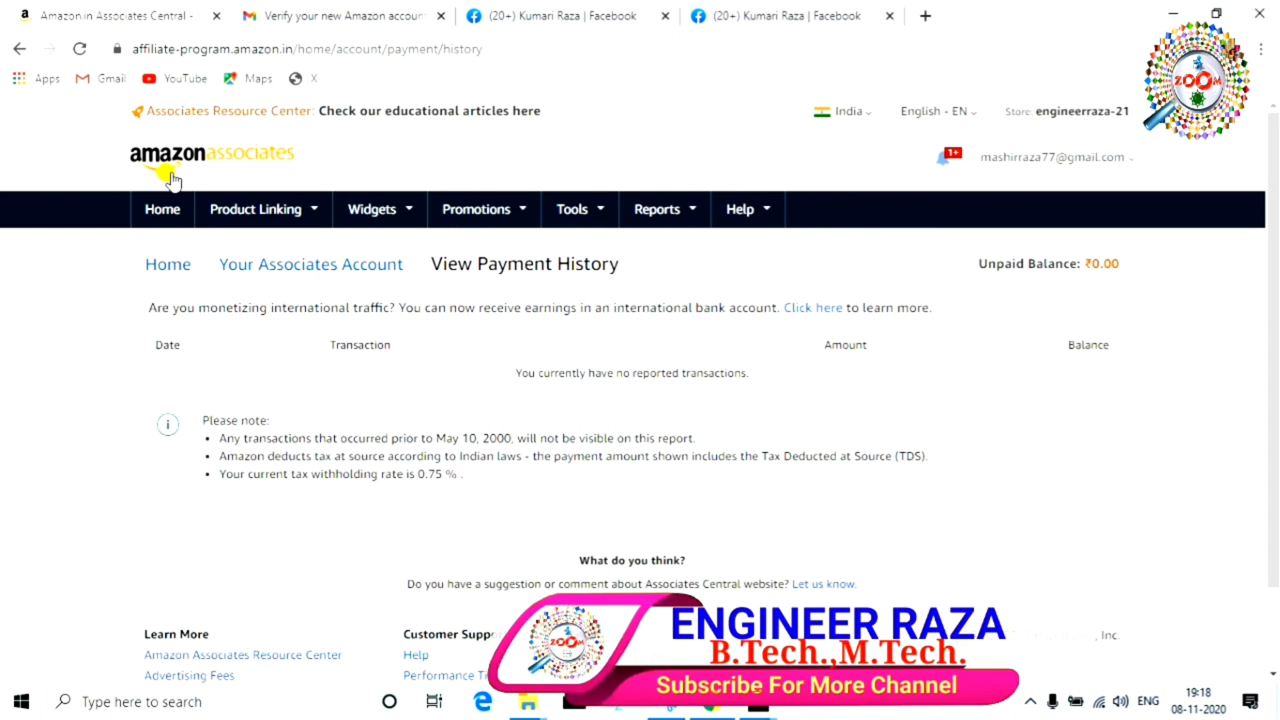 Amazon.in Associates Central - × Verify your new Amazon accoun × (20+) Kumari Raza | Facebook × (20+) Kumari Raza | Facebook × +
affiliate-program.amazon.in/home/account/payment/history
Apps Gmail YouTube Maps X
Associates Resource Center: Check our educational articles here India English - EN Store: engineerraza-21
ZOOM
amazonassociates 1+ mashirraza77@gmail.com
Home Product Linking Widgets Promotions Tools Reports Help
Home Your Associates Account View Payment History Unpaid Balance: ₹0.00
Are you monetizing international traffic? You can now receive earnings in an international bank account. Click here to learn more.
Date Transaction Amount Balance
You currently have no reported transactions.
Please note:
• Any transactions that occurred prior to May 10, 2000, will not be visible on this report.
• Amazon deducts tax at source according to Indian laws - the payment amount shown includes the Tax Deducted at Source (TDS).
• Your current tax withholding rate is 0.75 % .
What do you think?
Do you have a suggestion or comment about Associates Central website? Let us know.
Learn More Customer Suppo
Amazon Associates Resource Center Help
Advertising Fees Performance T
Inc.
ZOOM
ENGINEER RAZA
B.Tech.,M.Tech.
Subscribe For More Channel
Type here to search
ENG
19:18
08-11-2020